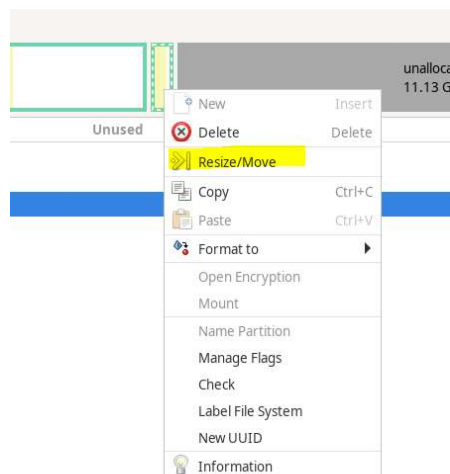 unalloca
11.13 G
Unused
New Insert
Delete Delete
Resize/Move
Copy Ctrl+C
Paste Ctrl+V
Format to
Open Encryption
Mount
Name Partition
Manage Flags
Check
Label File System
New UUID
Information